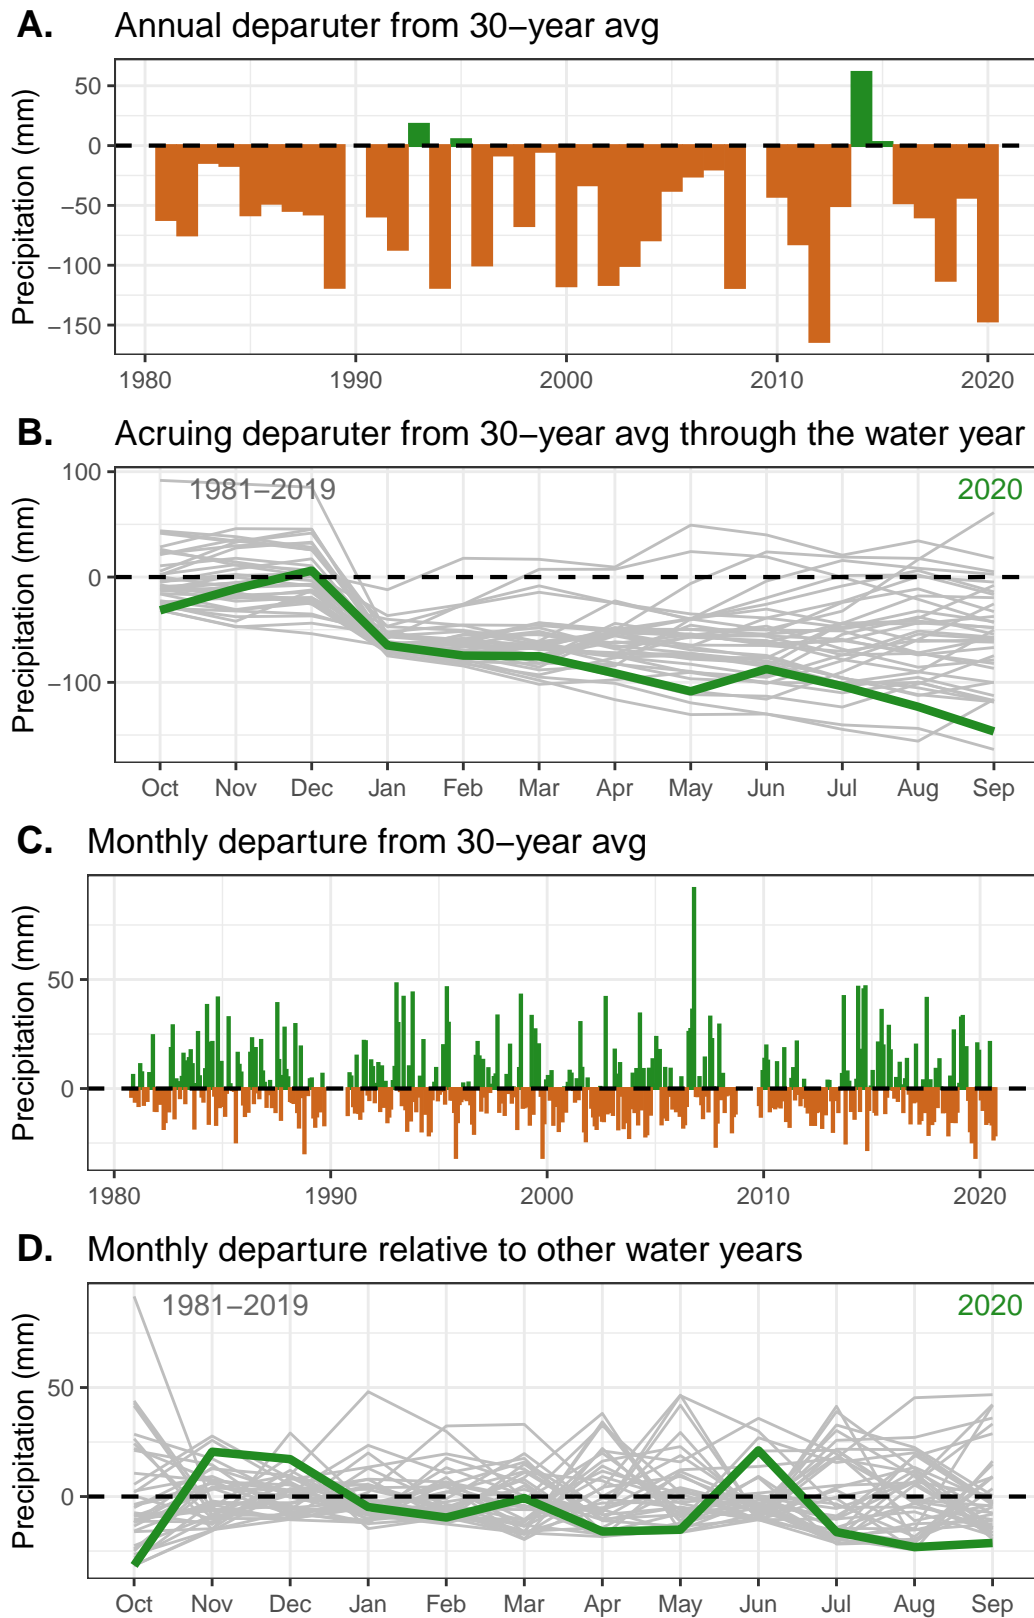 A. Annual deparuter from 30−year avg
Precipitation (mm)
50
0
−50
−100
−150
1980 1990 2000 2010 2020
B. Acruing deparuter from 30−year avg through the water year
Precipitation (mm)
100
0
−100
1981−2019 2020
Oct Nov Dec Jan Feb Mar Apr May Jun Jul Aug Sep
C. Monthly departure from 30−year avg
Precipitation (mm)
50
0
1980 1990 2000 2010 2020
D. Monthly departure relative to other water years
Precipitation (mm)
50
0
1981−2019 2020
Oct Nov Dec Jan Feb Mar Apr May Jun Jul Aug Sep